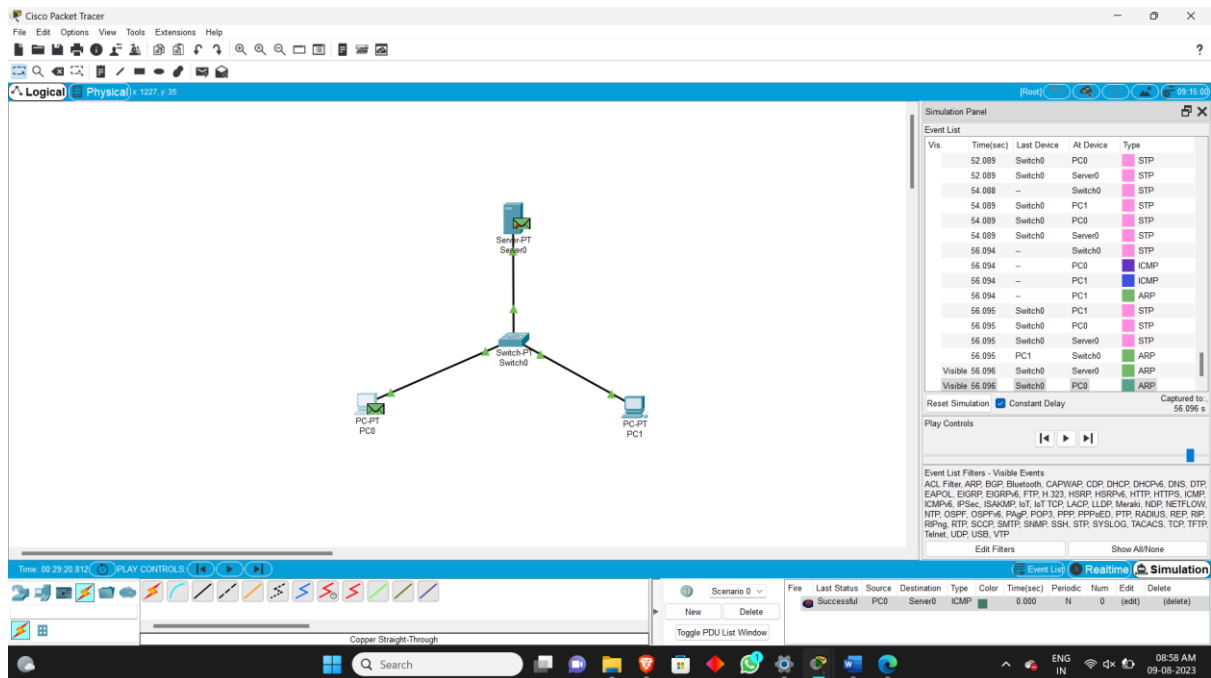 Cisco Packet Tracer
File Edit Options View Tools Extensions Help
?
Logical Physical x: 1227, y: 35 [Root] 09:15:00
Simulation Panel
Event List
Vis. Time(sec) Last Device At Device Type
52.089 Switch0 PC0 STP
52.089 Switch0 Server0 STP
54.088 -- Switch0 STP
54.089 Switch0 PC1 STP
54.089 Switch0 PC0 STP
54.089 Switch0 Server0 STP
56.094 -- Switch0 STP
56.094 -- PC0 ICMP
56.094 -- PC1 ICMP
56.094 -- PC1 ARP
56.095 Switch0 PC1 STP
56.095 Switch0 PC0 STP
56.095 Switch0 Server0 STP
56.095 PC1 Switch0 ARP
Visible 56.096 Switch0 Server0 ARP
Visible 56.096 Switch0 PC0 ARP
Reset Simulation Constant Delay Captured to:
56.096 s
Play Controls
Event List Filters - Visible Events
ACL Filter, ARP, BGP, Bluetooth, CAPWAP, CDP, DHCP, DHCPv6, DNS, DTP,
EAPOL, EIGRP, EIGRPv6, FTP, H.323, HSRP, HSRPv6, HTTP, HTTPS, ICMP,
ICMPv6, IPSec, ISAKMP, IoT, IoT TCP, LACP, LLDP, Meraki, NDP, NETFLOW,
NTP, OSPF, OSPFv6, PAgP, POP3, PPP, PPPoED, PTP, RADIUS, REP, RIP,
RIPng, RTP, SCCP, SMTP, SNMP, SSH, STP, SYSLOG, TACACS, TCP, TFTP,
Telnet, UDP, USB, VTP
Edit Filters Show All/None
Server-PT
Server0
Switch-PT
Switch0
PC-PT
PC0
PC-PT
PC1
Time: 00:29:20.812 PLAY CONTROLS: Event List Realtime Simulation
Copper Straight-Through
Scenario 0
New Delete
Toggle PDU List Window
Fire Last Status Source Destination Type Color Time(sec) Periodic Num Edit Delete
Successful PC0 Server0 ICMP 0.000 N 0 (edit) (delete)
Search
ENG
IN
08:58 AM
09-08-2023